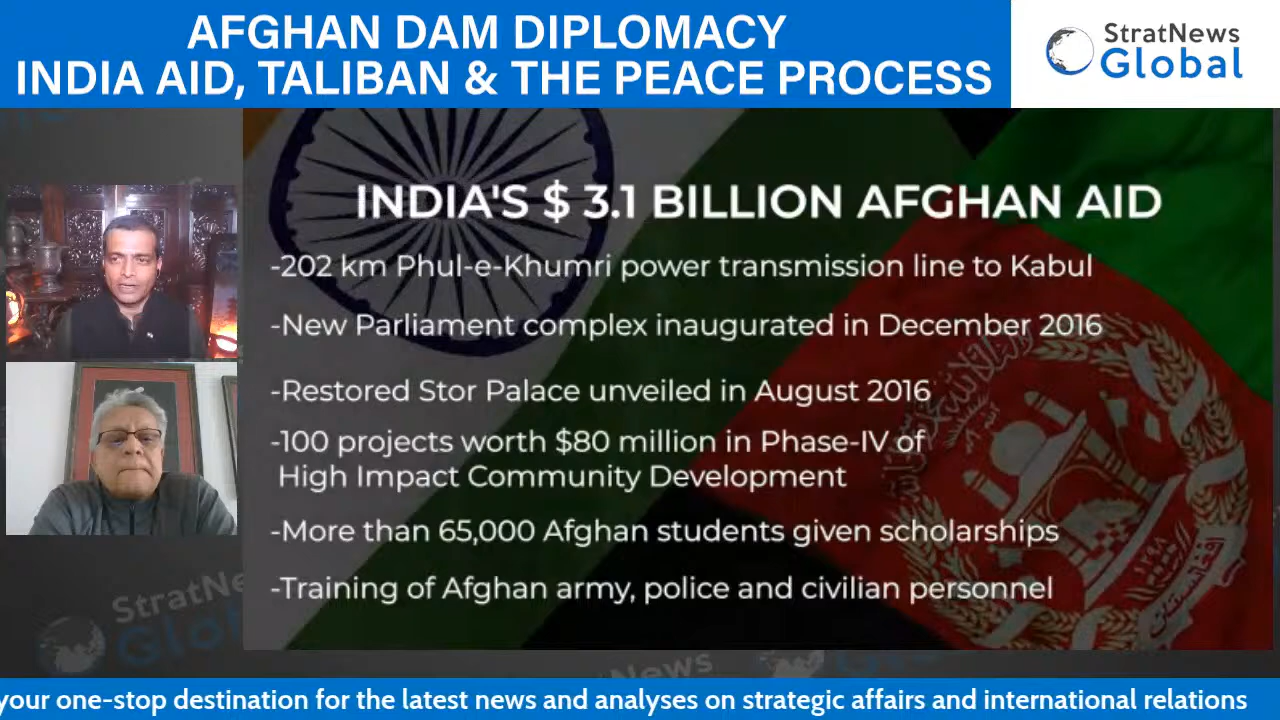 AFGHAN DAM DIPLOMACY
INDIA AID, TALIBAN & THE PEACE PROCESS
StratNews
Global
INDIA'S $ 3.1 BILLION AFGHAN AID
-202 km Phul-e-Khumri power transmission line to Kabul
-New Parliament complex inaugurated in December 2016
-Restored Stor Palace unveiled in August 2016
-100 projects worth $80 million in Phase-IV of
High Impact Community Development
-More than 65,000 Afghan students given scholarships
-Training of Afghan army, police and civilian personnel
your one-stop destination for the latest news and analyses on strategic affairs and international relations